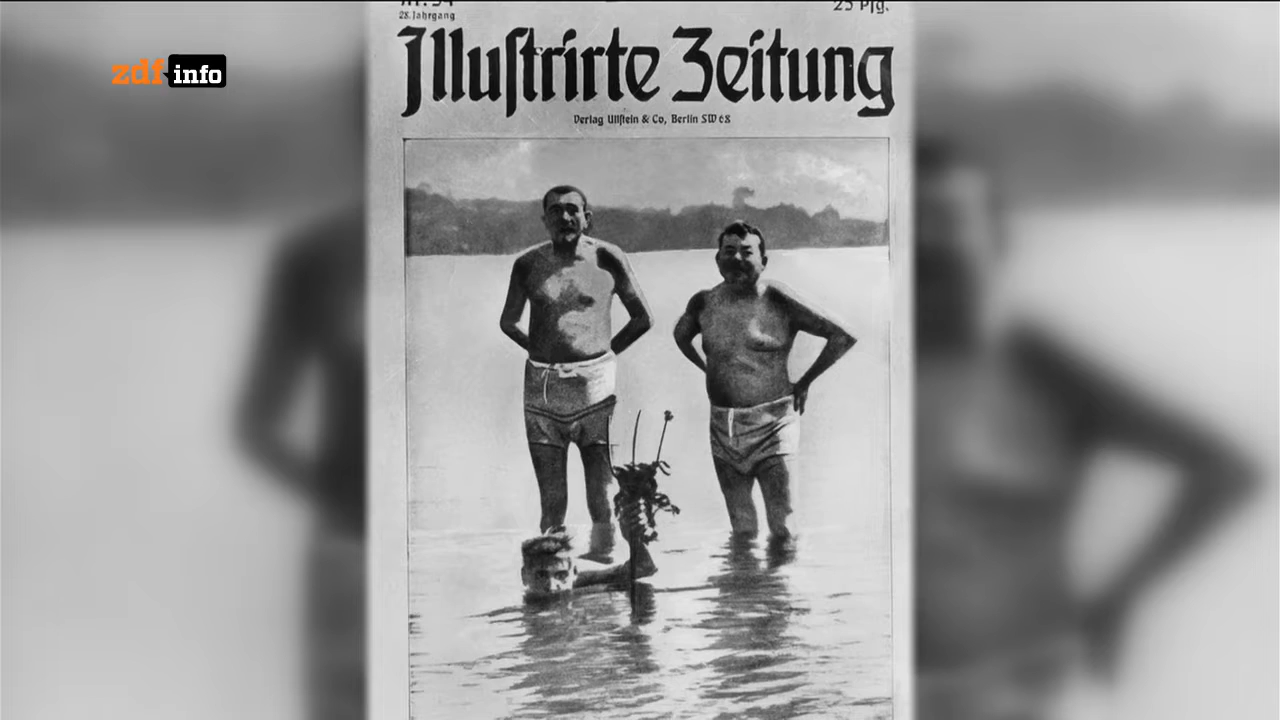 28. Jahrgang
25 Pfg.
Illustrirte Zeitung
Verlag Ullstein & Co, Berlin SW 68
zdf info